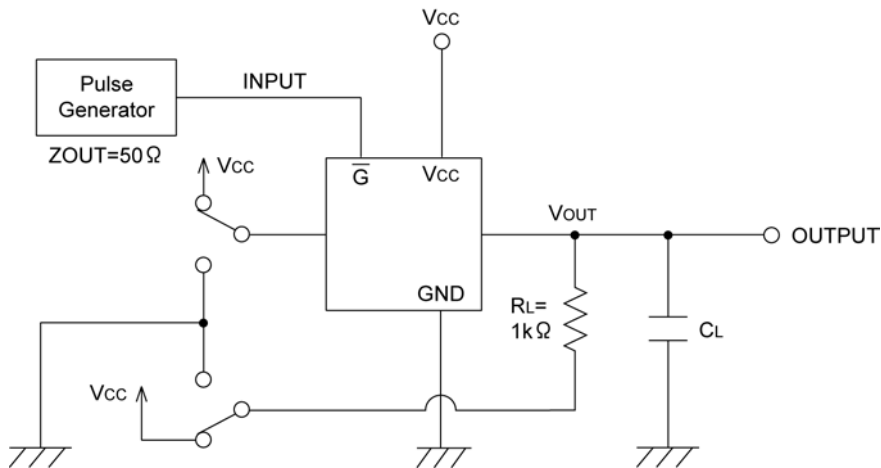 VCC
Pulse
Generator
INPUT
ZOUT=50Ω
VCC
G̅
VCC
VOUT
OUTPUT
GND
RL=
1kΩ
CL
VCC